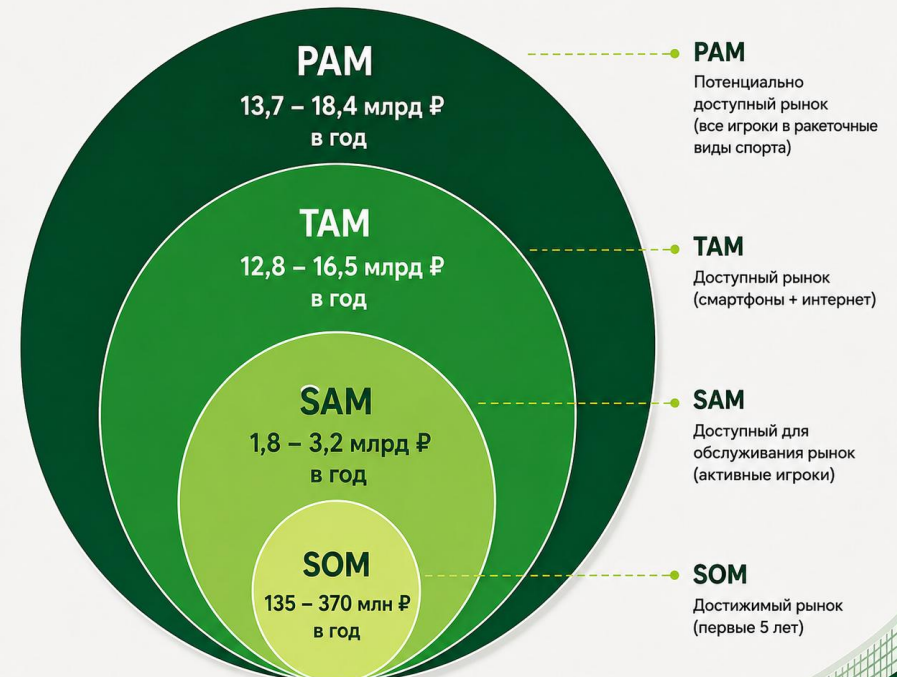 PAM
13,7 – 18,4 млрд ₽
в год
TAM
12,8 – 16,5 млрд ₽
в год
SAM
1,8 – 3,2 млрд ₽
в год
SOM
135 – 370 млн ₽
в год
PAM
Потенциально
доступный рынок
(все игроки в ракеточные
виды спорта)
TAM
Доступный рынок
(смартфоны + интернет)
SAM
Доступный для
обслуживания рынок
(активные игроки)
SOM
Достижимый рынок
(первые 5 лет)